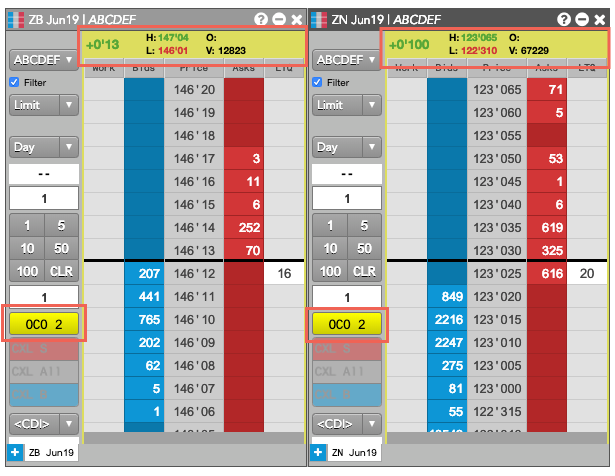 ZB Jun19 | ABCDEF
+0'13 H: 147'04 O:
L: 146'01 V: 12823
ABCDEF
Filter
Limit
Day
--
1
1 5
10 50
100 CLR
1
OCO 2
CXL S
CXL All
CXL B
<CDI>
+ ZB Jun19
Work Bids Price Asks LTQ
146'20
146'19
146'18
146'17 3
146'16 11
146'15 6
146'14 252
146'13 70
207 146'12 16
441 146'11
765 146'10
202 146'09
62 146'08
5 146'07
1 146'06
ZN Jun19 | ABCDEF
+0'100 H: 123'065 O:
L: 122'310 V: 67229
ABCDEF
Filter
Limit
Day
--
1
1 5
10 50
100 CLR
1
OCO 2
CXL S
CXL All
CXL B
<CDI>
+ ZN Jun19
Work Bids Price Asks LTQ
123'065 71
123'060 5
123'055
123'050 53
123'045 1
123'040 6
123'035 619
123'030 325
123'025 616 20
849 123'020
2216 123'015
2247 123'010
275 123'005
81 123'000
55 122'315